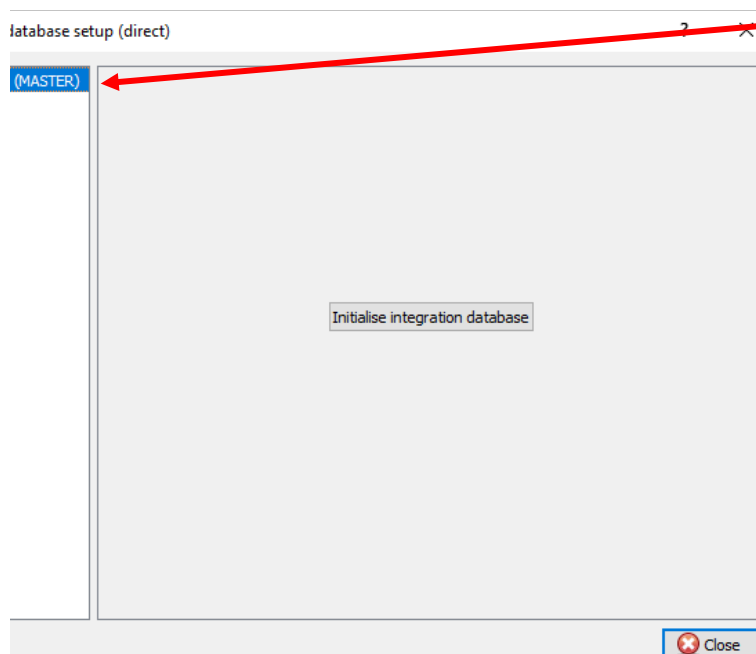 database setup (direct) ?
(MASTER)
Initialise integration database
Close